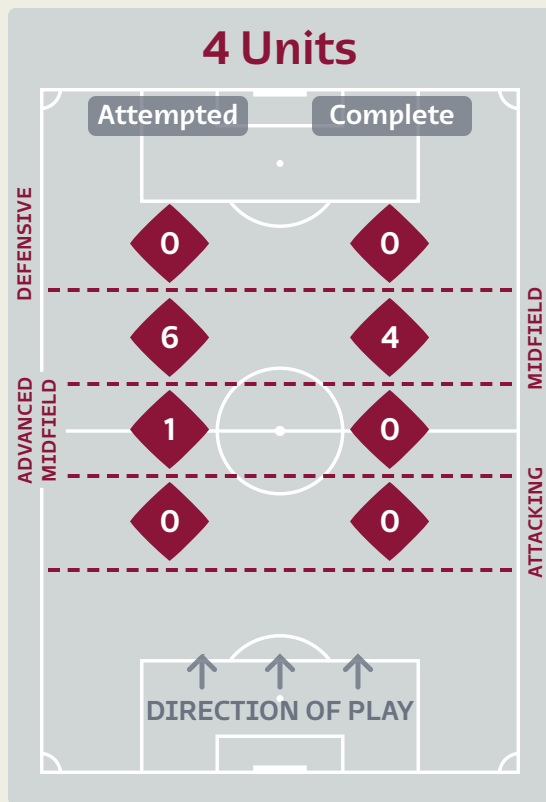 4 Units
Attempted
Complete
DEFENSIVE
0
0
MIDFIELD
6
4
ADVANCED
MIDFIELD
1
0
ATTACKING
0
0
DIRECTION OF PLAY